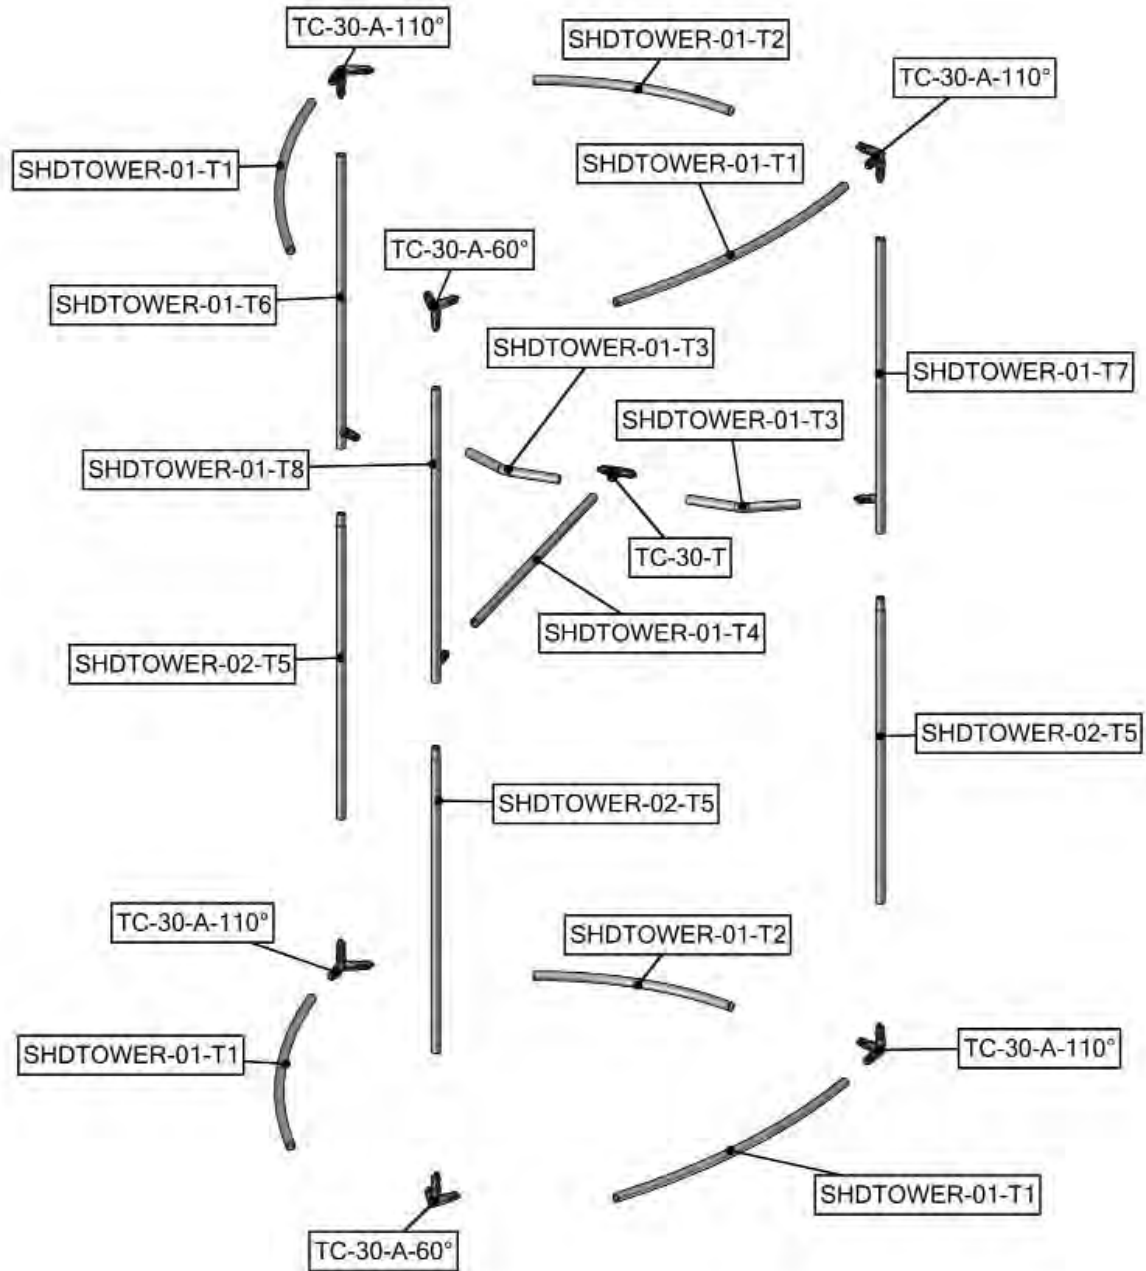 TC-30-A-110°
SHDTOWER-01-T2
TC-30-A-110°
SHDTOWER-01-T1
SHDTOWER-01-T1
TC-30-A-60°
SHDTOWER-01-T6
SHDTOWER-01-T3
SHDTOWER-01-T7
SHDTOWER-01-T3
SHDTOWER-01-T8
TC-30-T
SHDTOWER-01-T4
SHDTOWER-02-T5
SHDTOWER-02-T5
SHDTOWER-02-T5
TC-30-A-110°
SHDTOWER-01-T2
SHDTOWER-01-T1
TC-30-A-110°
SHDTOWER-01-T1
TC-30-A-60°